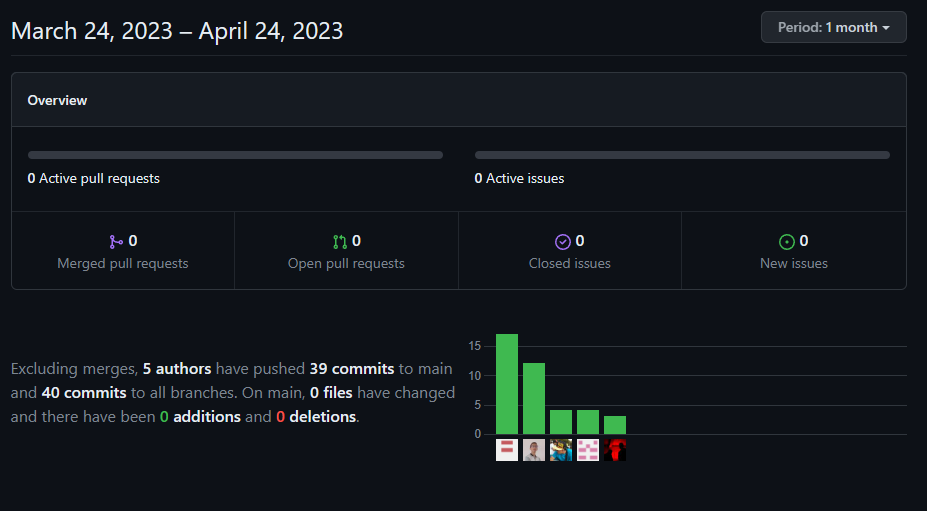 March 24, 2023 – April 24, 2023
Period: 1 month
Overview
0 Active pull requests
0 Active issues
0
Merged pull requests
0
Open pull requests
0
Closed issues
0
New issues
Excluding merges, 5 authors have pushed 39 commits to main
and 40 commits to all branches. On main, 0 files have changed
and there have been 0 additions and 0 deletions.
15
10
5
0